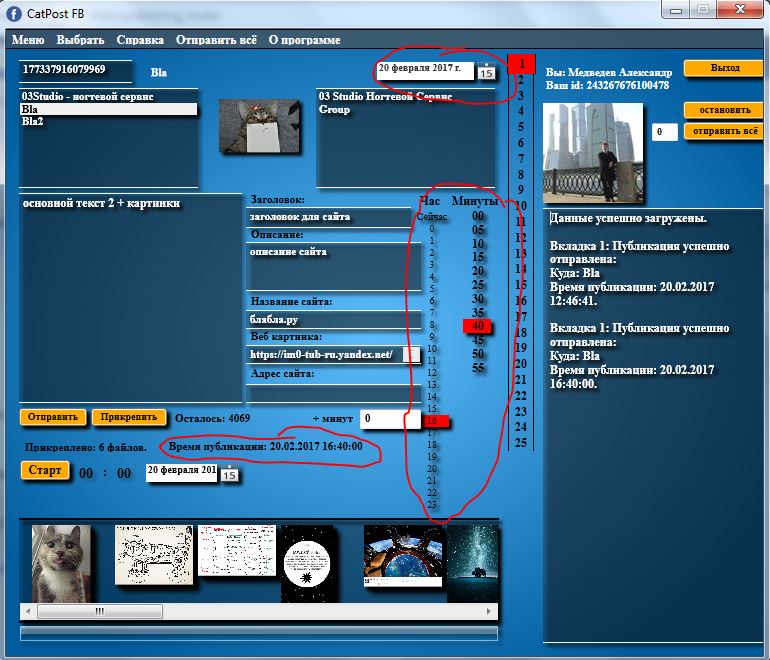 CatPost FB
Меню Выбрать Справка Отправить всё О программе
177337916079969
Bla
20 февраля 2017 г.
15
03Studio - ногтевой сервис
Bla
Bla2
03 Studio Ногтевой Сервис
Group
1
2
3
4
5
6
7
8
9
10
11
12
13
14
15
16
17
18
19
20
21
22
23
24
25
Вы: Медведев Александр
Ваш id: 243267676100478
Выход
остановить
0
отправить всё
основной текст 2 + картинки
Заголовок:
заголовок для сайта
Описание:
описание сайта
Название сайта:
блабла.ру
Веб картинка:
https://im0-tub-ru.yandex.net/
Адрес сайта:
Час
Сейчас
0
1
2
3
4
5
6
7
8
9
10
11
12
13
14
15
16
17
18
19
20
21
22
23
Минуты
00
05
10
15
20
25
30
35
40
45
50
55
Данные успешно загружены.
Вкладка 1: Публикация успешно
отправлена:
Куда: Bla
Время публикации: 20.02.2017
12:46:41.
Вкладка 1: Публикация успешно
отправлена:
Куда: Bla
Время публикации: 20.02.2017
16:40:00.
Отправить
Прикрепить
Осталось: 4069
+ минут
0
Прикреплено: 6 файлов.
Время публикации: 20.02.2017 16:40:00
Старт
00 : 00
20 февраля 201
15